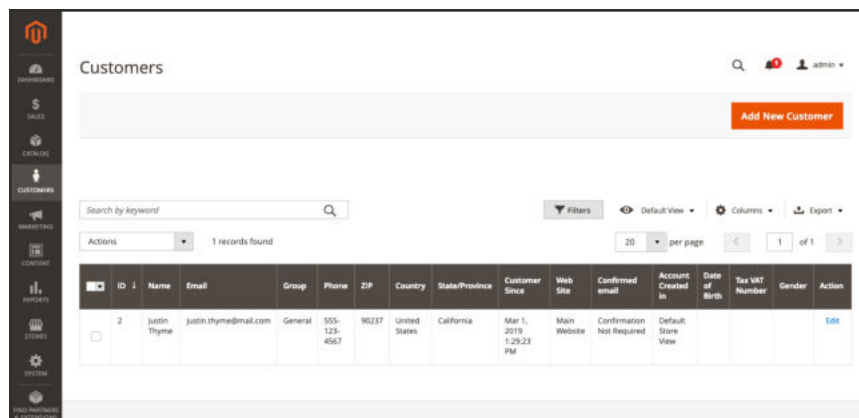 Customers
admin
DASHBOARD
SALES
CATALOG
CUSTOMERS
MARKETING
CONTENT
REPORTS
STORES
SYSTEM
FIND PARTNERS
& EXTENSIONS
Add New Customer
Search by keyword
Filters
Default View
Columns
Export
Actions
1 records found
20
per page
1
of 1
ID Name Email Group Phone ZIP Country State/Province Customer Since Web Site Confirmed email Account Created in Date of Birth Tax VAT Number Gender Action
2 Justin Thyme justin.thyme@mail.com General 555-123-4567 90237 United States California Mar 1, 2019 1:29:23 PM Main Website Confirmation Not Required Default Store View Edit